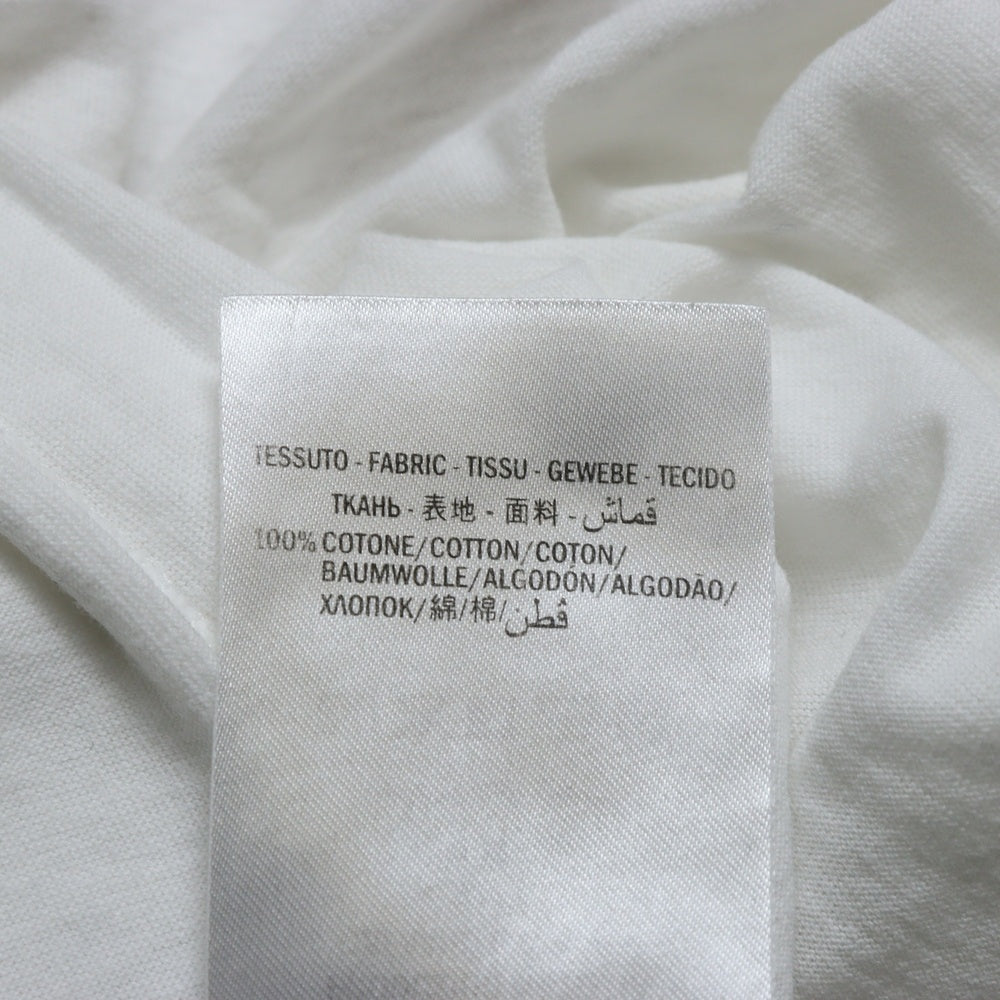 TESSUTO - FABRIC - TISSU - GEWEBE - TECIDO
ТКАНЬ - 表地 - 面料 - قماش
100% COTONE/COTTON/COTON/
BAUMWOLLE/ALGODÓN/ALGODÃO/
ХЛОПОК/綿/棉/قطن